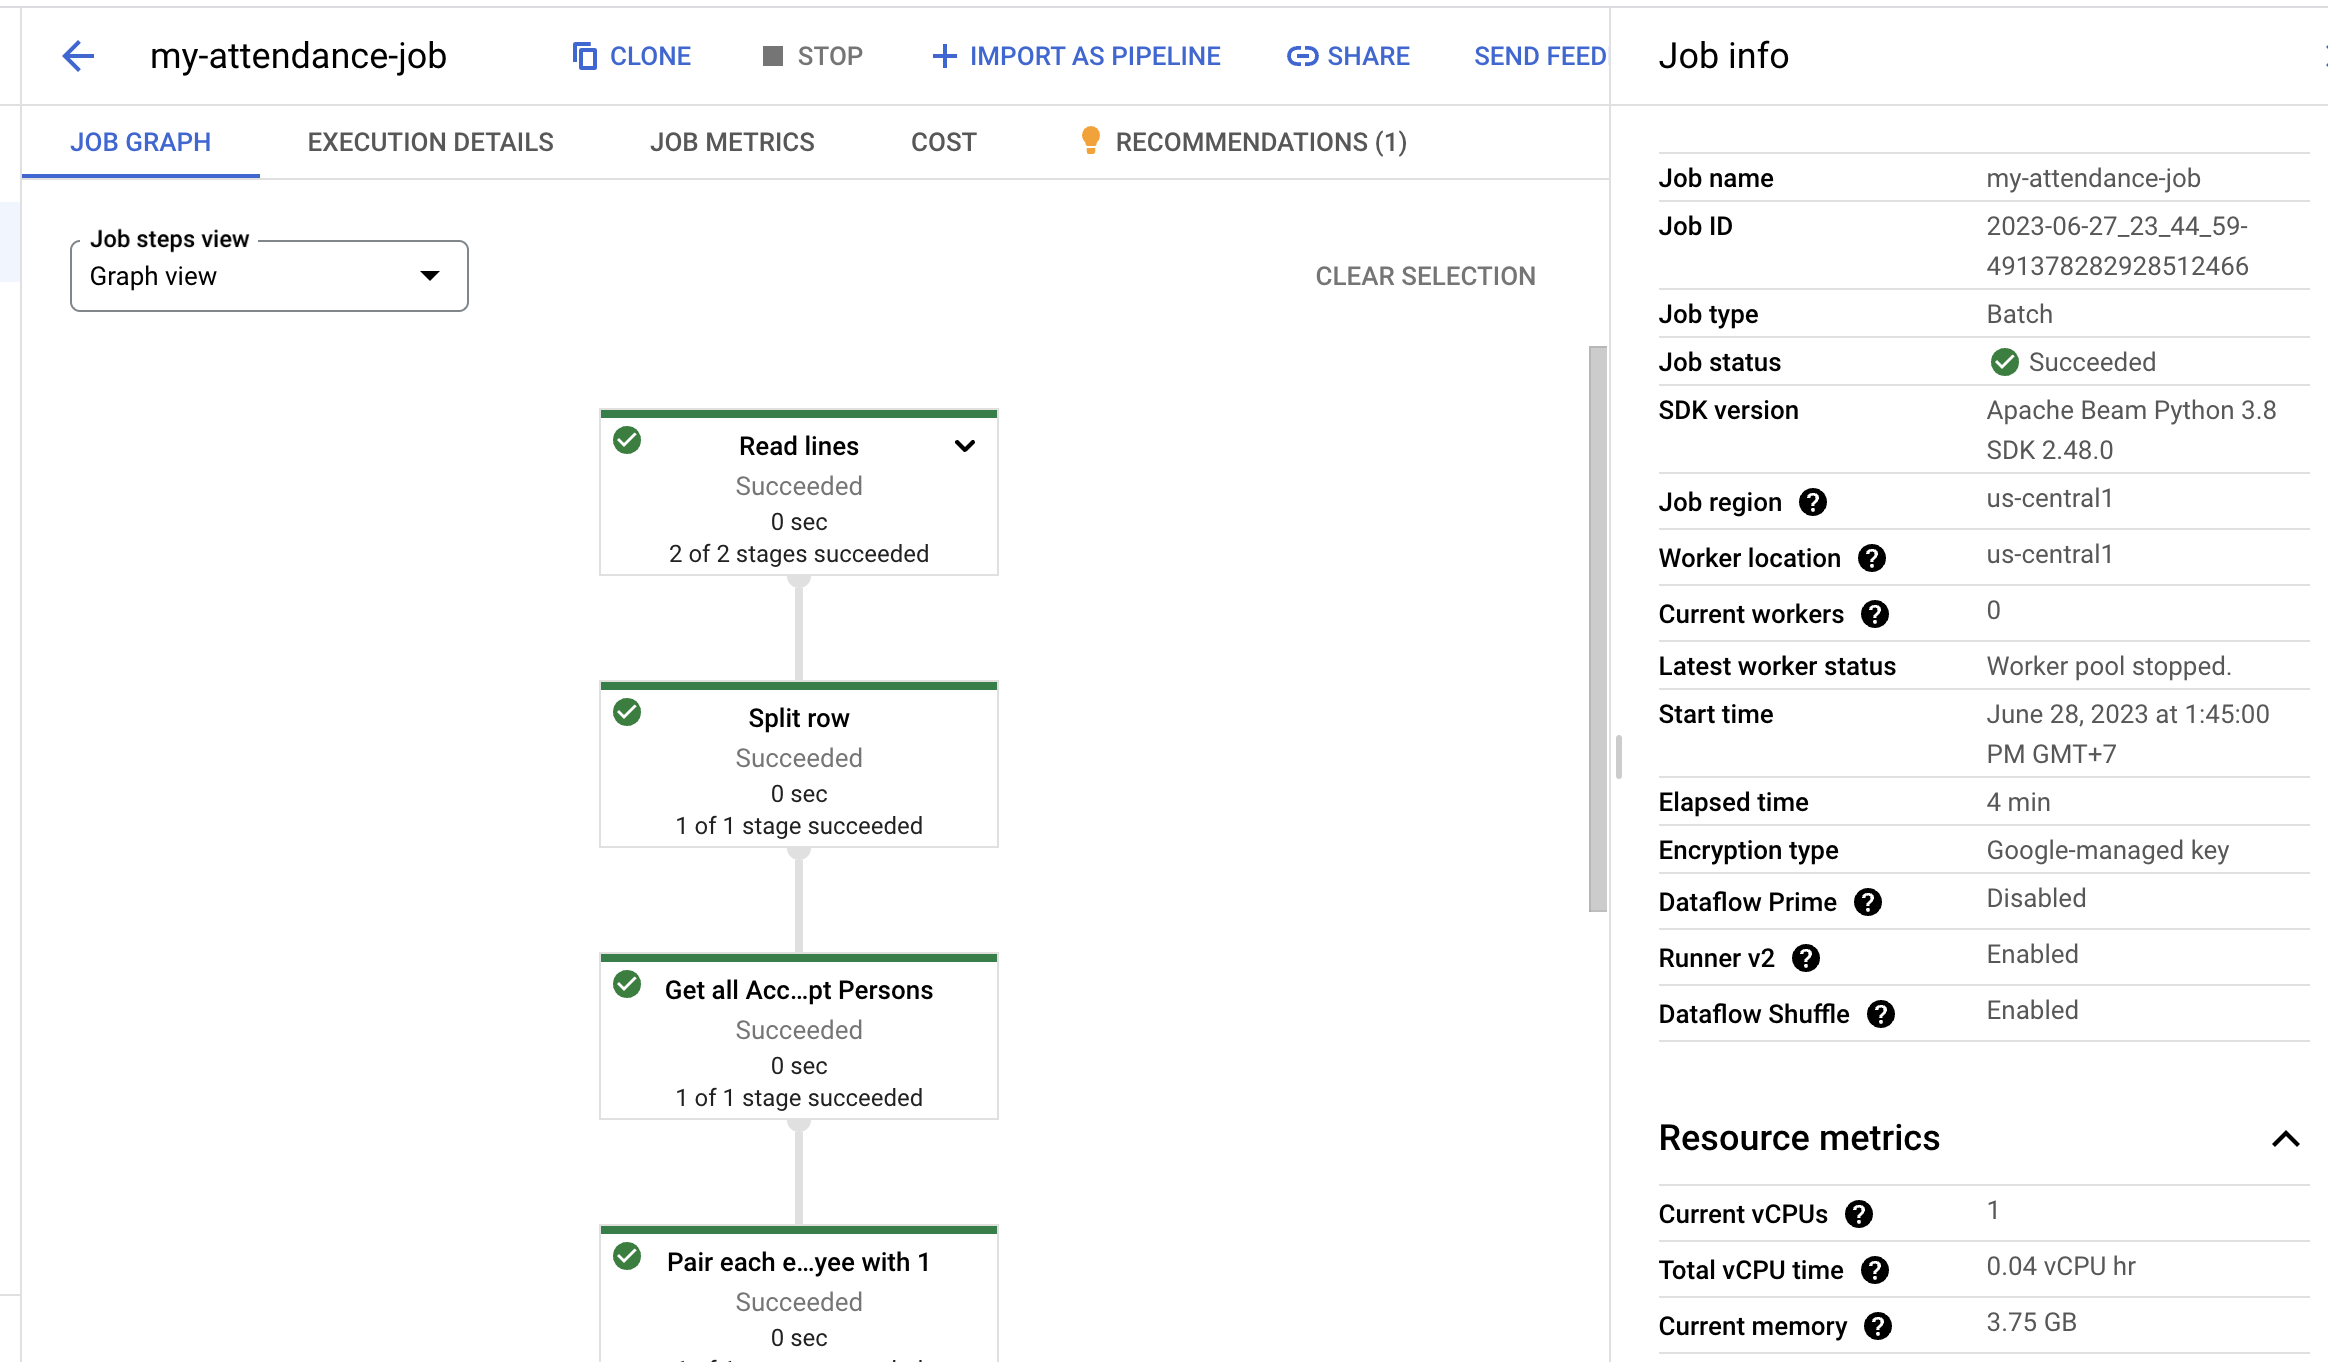 my-attendance-job
CLONE
STOP
IMPORT AS PIPELINE
SHARE
SEND FEED
JOB GRAPH
EXECUTION DETAILS
JOB METRICS
COST
RECOMMENDATIONS (1)
Job steps view
Graph view
CLEAR SELECTION
Read lines
Succeeded
0 sec
2 of 2 stages succeeded
Split row
Succeeded
0 sec
1 of 1 stage succeeded
Get all Acc...pt Persons
Succeeded
0 sec
1 of 1 stage succeeded
Pair each e...yee with 1
Succeeded
0 sec
Job info
Job name my-attendance-job
Job ID 2023-06-27_23_44_59-
491378282928512466
Job type Batch
Job status Succeeded
SDK version Apache Beam Python 3.8
SDK 2.48.0
Job region us-central1
Worker location us-central1
Current workers 0
Latest worker status Worker pool stopped.
Start time June 28, 2023 at 1:45:00
PM GMT+7
Elapsed time 4 min
Encryption type Google-managed key
Dataflow Prime Disabled
Runner v2 Enabled
Dataflow Shuffle Enabled
Resource metrics
Current vCPUs 1
Total vCPU time 0.04 vCPU hr
Current memory 3.75 GB